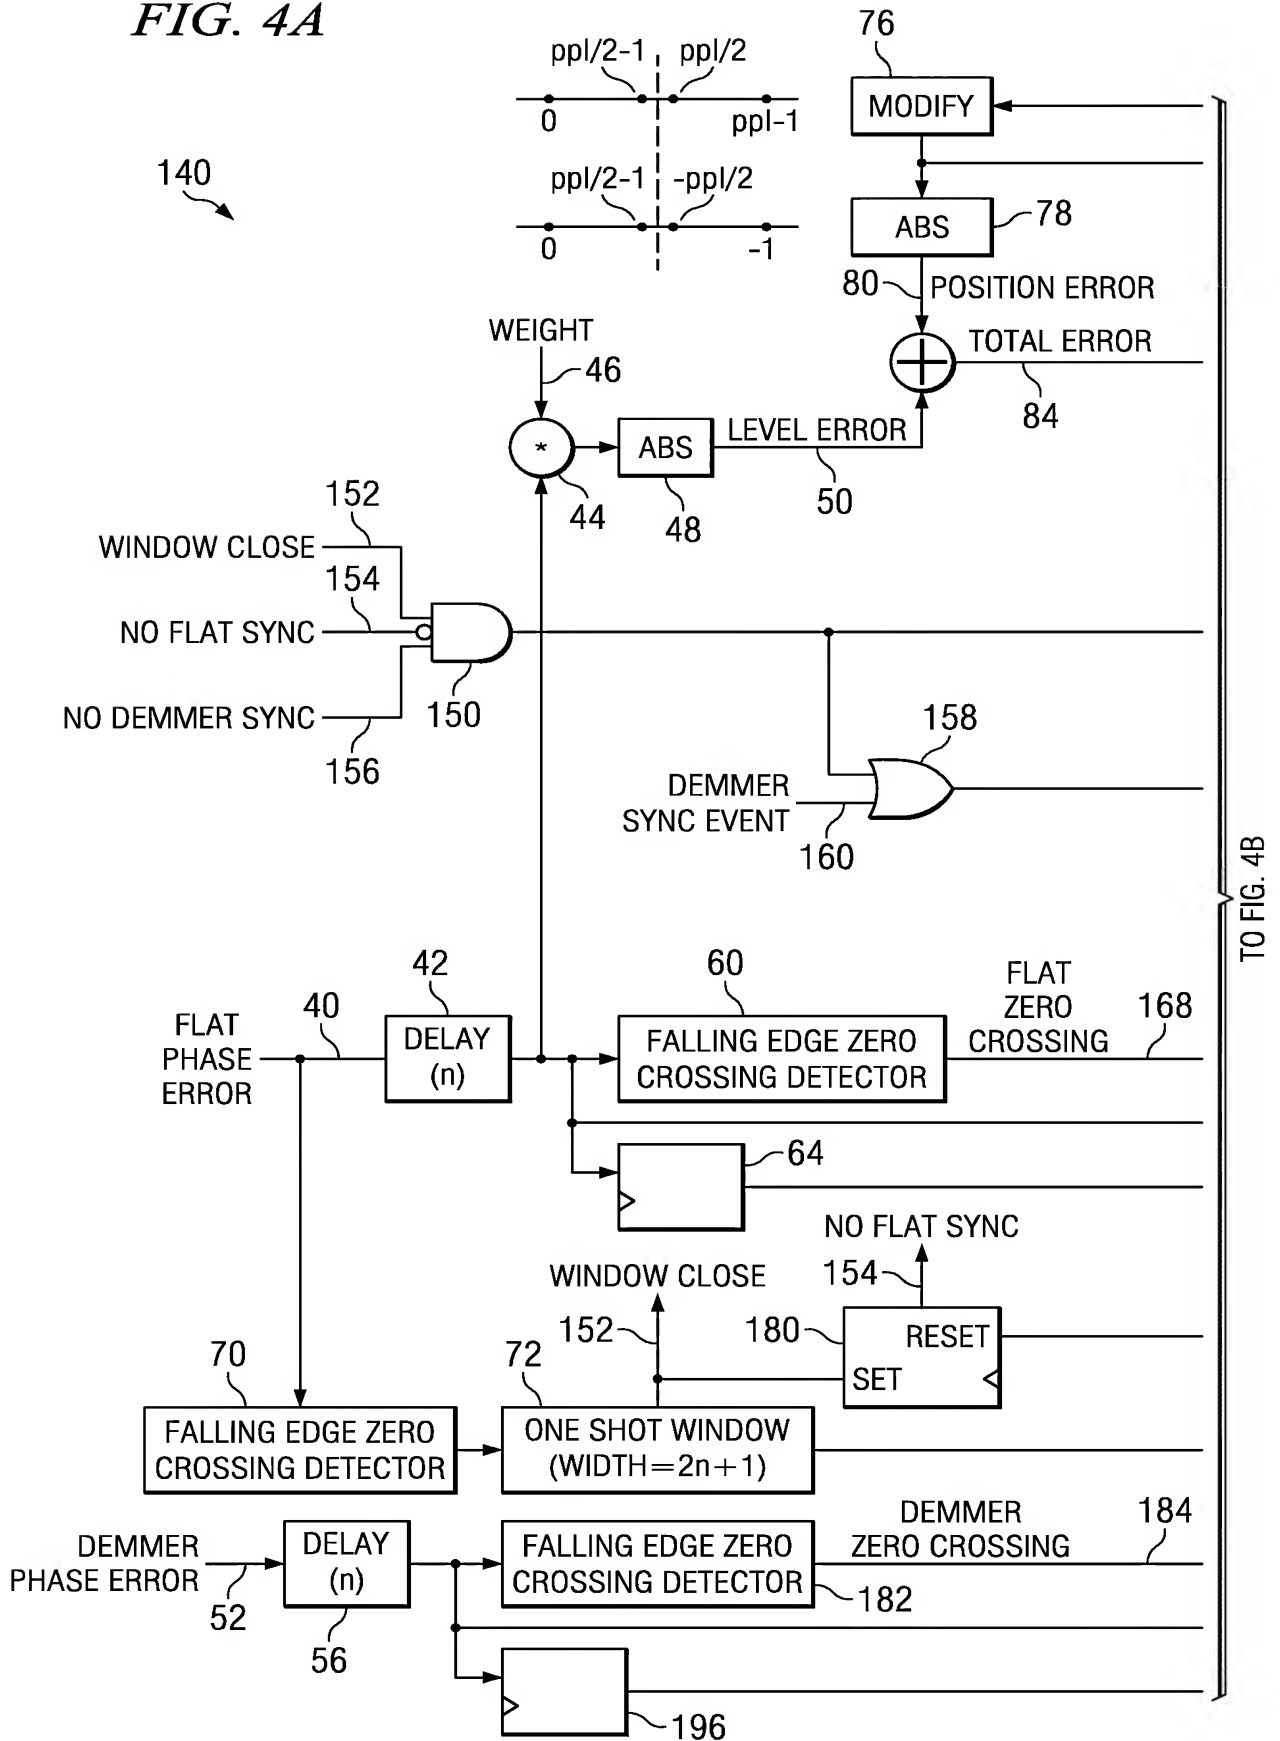 FIG. 4A
76
ppl/2-1 ppl/2
MODIFY
0 ppl-1
140
ppl/2-1 -ppl/2
78
ABS
0 -1
80 POSITION ERROR
WEIGHT
TOTAL ERROR
46
84
LEVEL ERROR
* ABS
152
44 48 50
WINDOW CLOSE
154
NO FLAT SYNC
150
NO DEMMER SYNC
158
156
DEMMER
SYNC EVENT
160
TO FIG. 4B
42 60 FLAT
ZERO
CROSSING
168
40
FLAT
PHASE
ERROR
DELAY
(n)
FALLING EDGE ZERO
CROSSING DETECTOR
64
NO FLAT SYNC
WINDOW CLOSE 154
152 180 RESET
70 72
SET
FALLING EDGE ZERO
CROSSING DETECTOR
ONE SHOT WINDOW
(WIDTH=2n+1)
DEMMER
ZERO CROSSING
184
DEMMER
PHASE ERROR
DELAY
(n)
FALLING EDGE ZERO
CROSSING DETECTOR
182
52
56
196